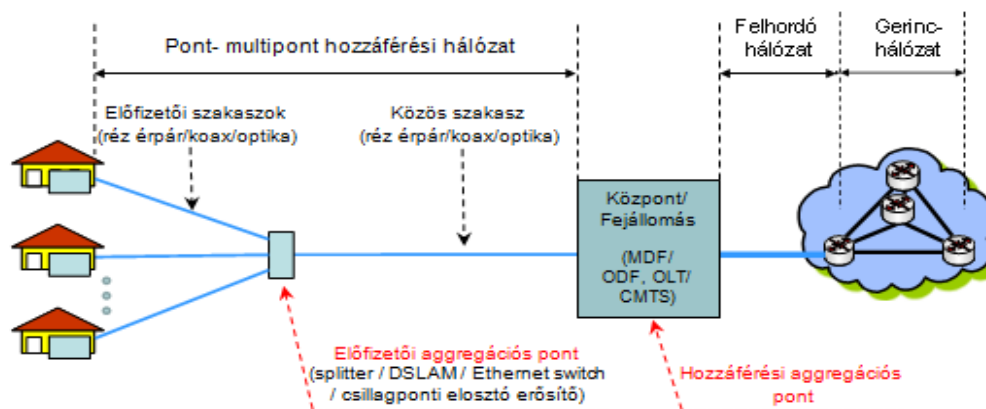 Pont- multipont hozzáférési hálózat
Felhordó
hálózat
Gerinc-
hálózat
Előfizetői szakaszok
(réz érpár/koax/optika)
Közös szakasz
(réz érpár/koax/optika)
Központ/
Fejállomás
(MDF/
ODF, OLT/
CMTS)
Előfizetői aggregációs pont
(splitter / DSLAM / Ethernet switch
/ csillagponti elosztó erősítő)
Hozzáférési aggregációs
pont